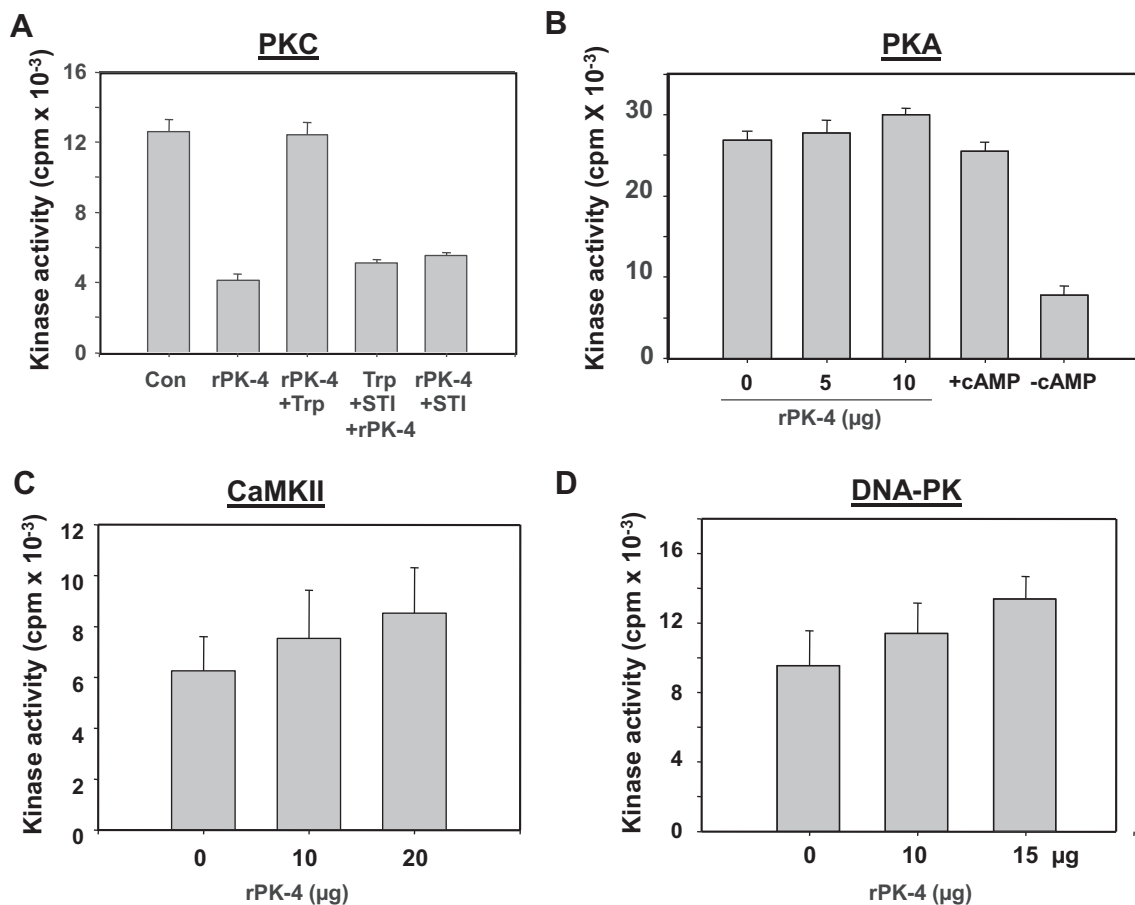 A
PKC
Kinase activity (cpm x 10-3)
16
12
8
4
0
Con rPK-4 rPK-4 Trp rPK-4
+Trp +STI +STI
+rPK-4
B
PKA
Kinase activity (cpm X 10-3)
30
20
10
0
0 5 10 +cAMP -cAMP
rPK-4 (µg)
C
CaMKII
Kinase activity (cpm x 10-3)
12
10
8
6
4
2
0
0 10 20
rPK-4 (µg)
D
DNA-PK
Kinase activity (cpm x 10-3)
16
12
8
4
0
0 10 15 µg
rPK-4 (µg)